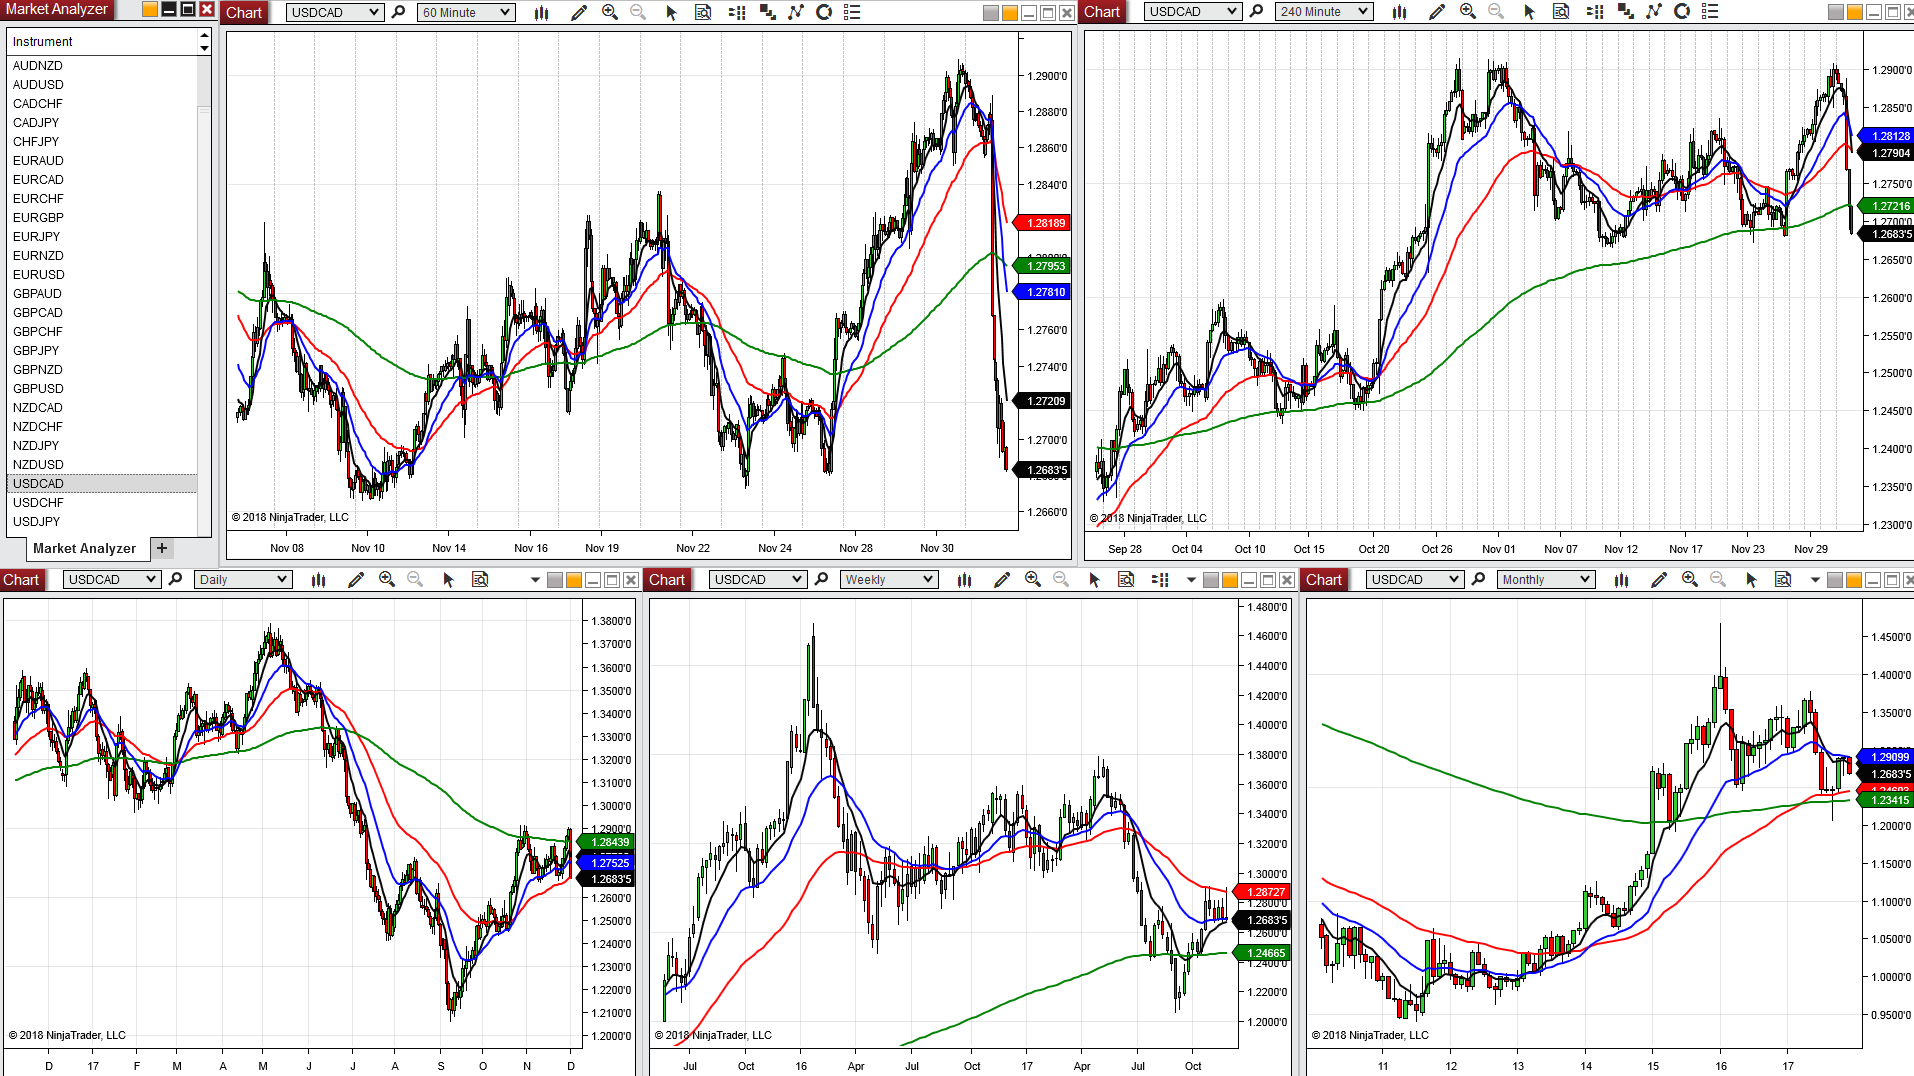 Market Analyzer
Instrument
AUDNZD
AUDUSD
CADCHF
CADJPY
CHFJPY
EURAUD
EURCAD
EURCHF
EURGBP
EURJPY
EURNZD
EURUSD
GBPAUD
GBPCAD
GBPCHF
GBPJPY
GBPNZD
GBPUSD
NZDCAD
NZDCHF
NZDJPY
NZDUSD
USDCAD
USDCHF
USDJPY
Market Analyzer +
Chart USDCAD 60 Minute
1.2900'0
1.2880'0
1.2860'0
1.2840'0
1.28189
1.27953
1.27810
1.2760'0
1.2740'0
1.27209
1.2700'0
1.2683'5
1.2660'0
© 2018 NinjaTrader, LLC
Nov 08 Nov 10 Nov 14 Nov 16 Nov 19 Nov 22 Nov 24 Nov 28 Nov 30
Chart USDCAD 240 Minute
1.2900'0
1.2850'0
1.28128
1.27904
1.2750'0
1.27216
1.2700'0
1.2683'5
1.2650'0
1.2600'0
1.2550'0
1.2500'0
1.2450'0
1.2400'0
1.2350'0
1.2300'0
© 2018 NinjaTrader, LLC
Sep 28 Oct 04 Oct 10 Oct 15 Oct 20 Oct 26 Nov 01 Nov 07 Nov 12 Nov 17 Nov 23 Nov 29
Chart USDCAD Daily
1.3800'0
1.3700'0
1.3600'0
1.3500'0
1.3400'0
1.3300'0
1.3200'0
1.3100'0
1.3000'0
1.2900'0
1.28439
1.27525
1.2683'5
1.2600'0
1.2500'0
1.2400'0
1.2300'0
1.2200'0
1.2100'0
1.2000'0
© 2018 NinjaTrader, LLC
D 17 F M A M J J A S O N D
Chart USDCAD Weekly
1.4800'0
1.4600'0
1.4400'0
1.4200'0
1.4000'0
1.3800'0
1.3600'0
1.3400'0
1.3200'0
1.3000'0
1.28727
1.2800'0
1.2683'5
1.2600'0
1.24665
1.2400'0
1.2200'0
1.2000'0
© 2018 NinjaTrader, LLC
Jul Oct 16 Apr Jul Oct 17 Apr Jul Oct
Chart USDCAD Monthly
1.4500'0
1.4000'0
1.3500'0
1.29099
1.2683'5
1.23415
1.2000'0
1.1500'0
1.1000'0
1.0500'0
1.0000'0
0.9500'0
© 2018 NinjaTrader, LLC
11 12 13 14 15 16 17